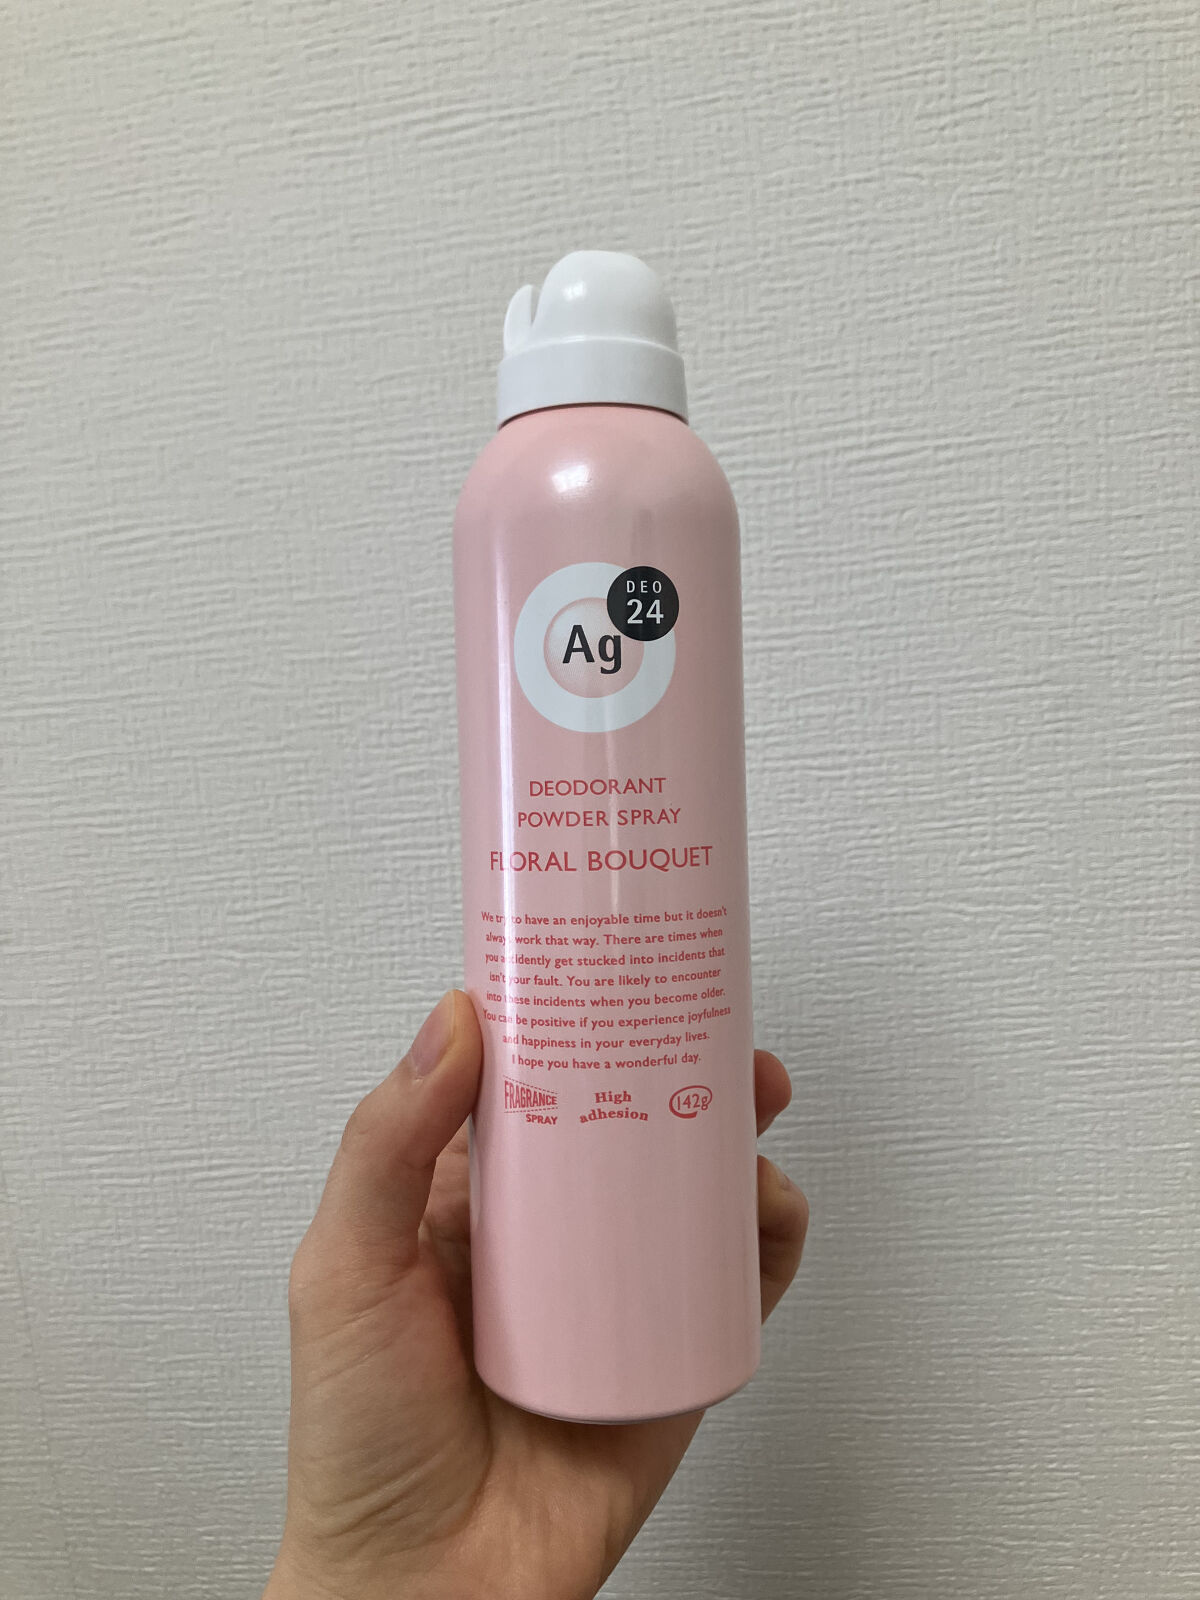 DEO
24
Ag
DEODORANT
POWDER SPRAY
FLORAL BOUQUET
We try to have an enjoyable time but it doesn't
always work that way. There are times when
you accidently get stucked into incidents that
isn't your fault. You are likely to encounter
into these incidents when you become older.
You can be positive if you experience joyfulness
and happiness in your everyday lives.
I hope you have a wonderful day.
FRAGRANCE
SPRAY
High
adhesion
142g